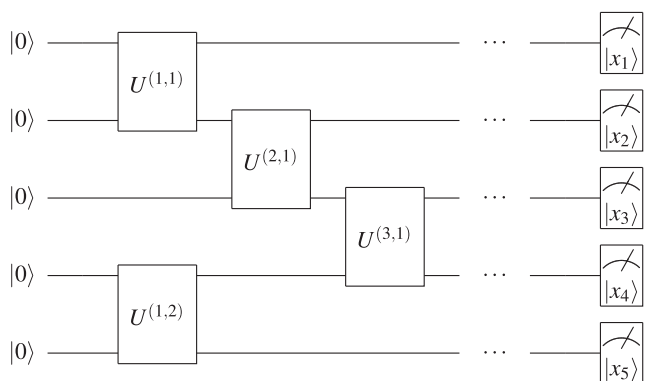 |0⟩ U^{(1,1)} ··· |x₁⟩
|0⟩ U^{(2,1)} ··· |x₂⟩
|0⟩ U^{(3,1)} ··· |x₃⟩
|0⟩ U^{(1,2)} ··· |x₄⟩
|0⟩ ··· |x₅⟩